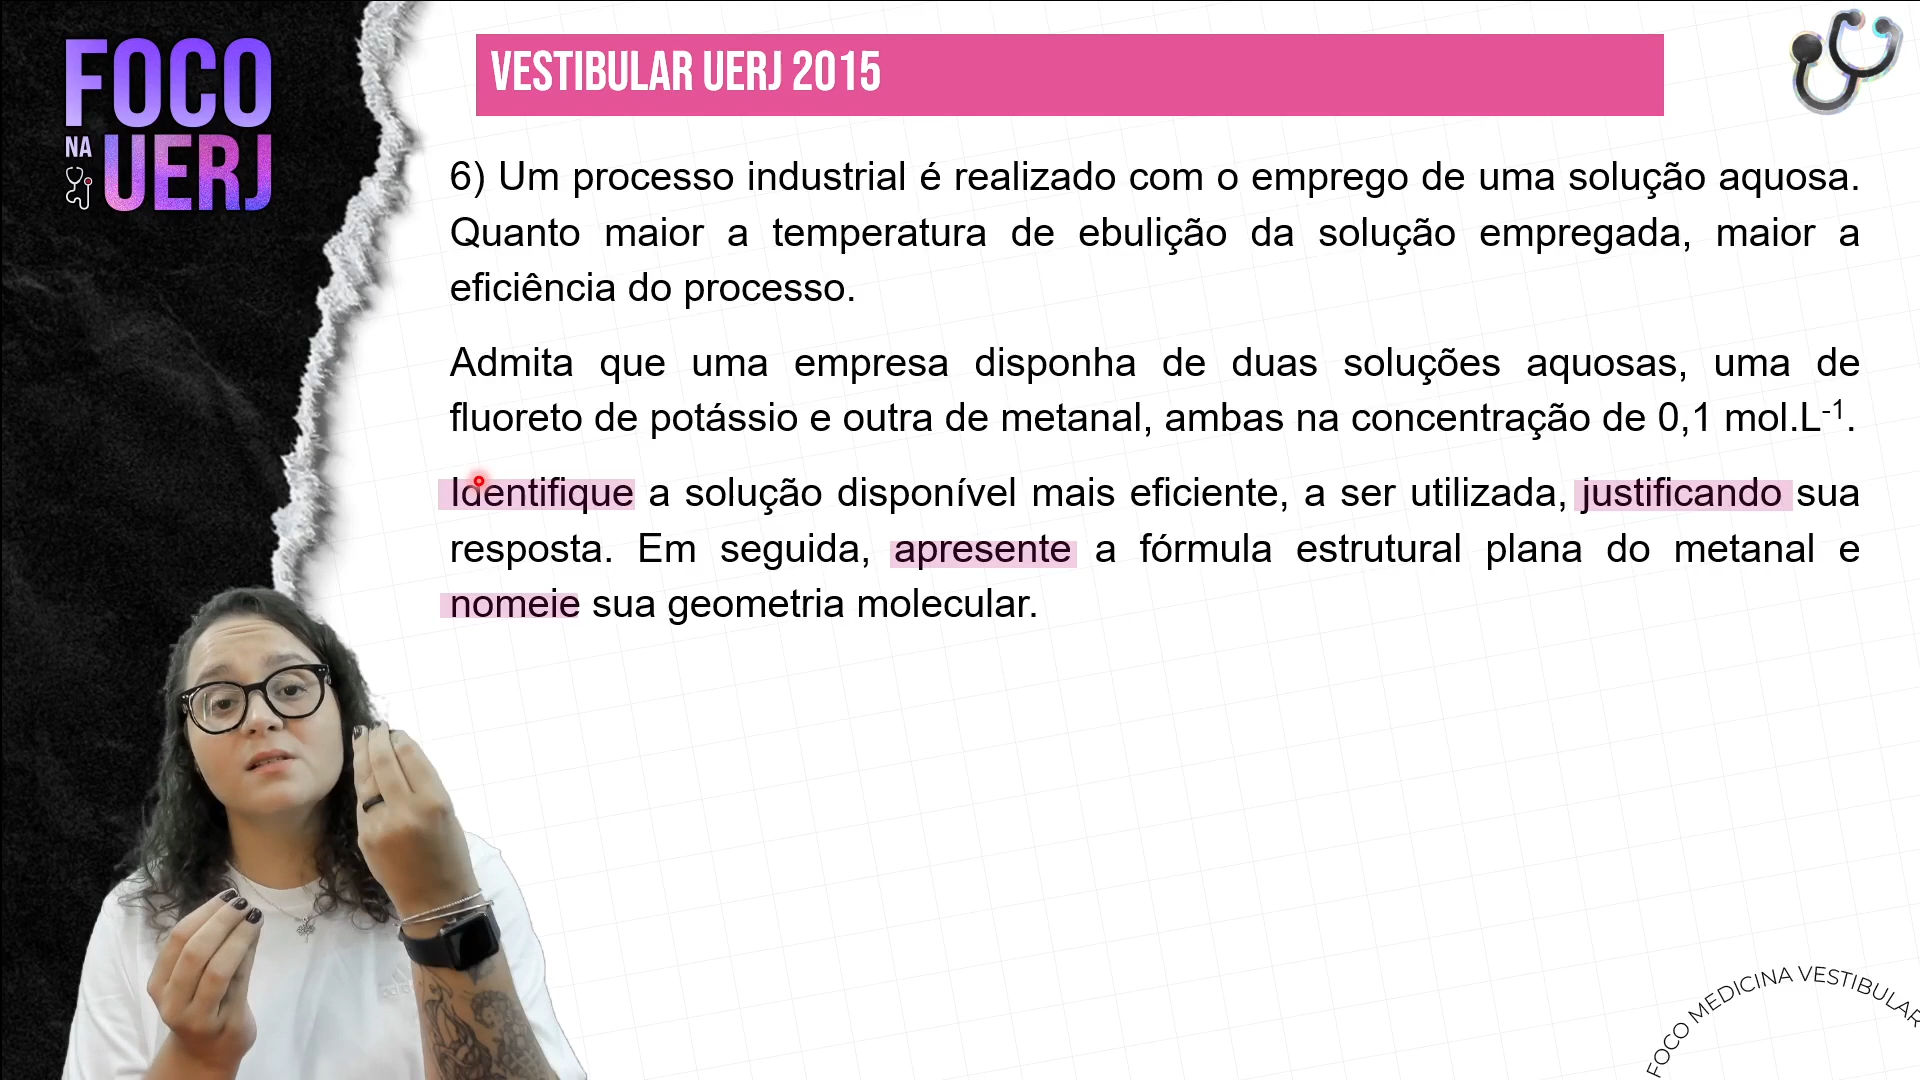 FOCO
NA
UERJ
VESTIBULAR UERJ 2015
6) Um processo industrial é realizado com o emprego de uma solução aquosa.
Quanto maior a temperatura de ebulição da solução empregada, maior a
eficiência do processo.
Admita que uma empresa disponha de duas soluções aquosas, uma de
fluoreto de potássio e outra de metanal, ambas na concentração de 0,1 mol.L⁻¹.
Identifique a solução disponível mais eficiente, a ser utilizada, justificando sua
resposta. Em seguida, apresente a fórmula estrutural plana do metanal e
nomeie sua geometria molecular.
FOCO MEDICINA VESTIBULAR